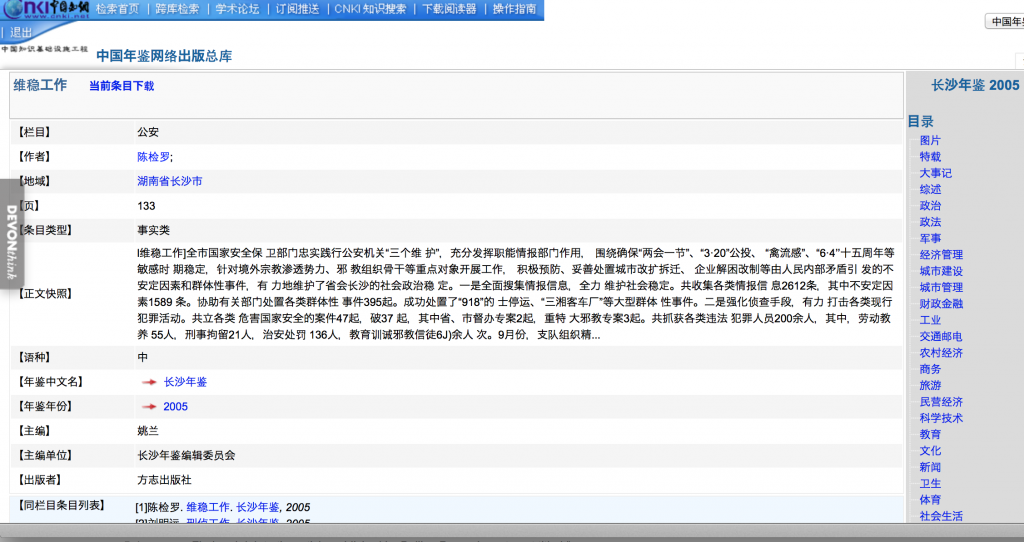 CNKI 中国知网 检索首页 | 跨库检索 | 学术论坛 | 订阅推送 | CNKI 知识搜索 | 下载阅读器 | 操作指南
www.cnki.net
| 退出
中国知识基础设施工程
中国年鉴网络出版总库
中国年
维稳工作 当前条目下载
【栏目】 公安
【作者】 陈检罗;
【地域】 湖南省长沙市
【页】 133
【条目类型】 事实类
【正文快照】
I维稳工作]全市国家安全保 卫部门忠实践行公安机关“三个维 护”, 充分发挥职能情报部门作用, 围绕确保“两会一节”、“3·20”公投、 “禽流感”、“6·4’’十五周年等
敏感时 期稳定, 针对境外宗教渗透势力、邪 教组织骨干等重点对象开展工作, 积极预防、妥善处置城市改扩拆迁、 企业解困改制等由人民内部矛盾引 发的不
安定因素和群体性事件, 有 力地维护了省会长沙的社会政治稳 定。一是全面搜集情报信息, 全力 维护社会稳定。共收集各类情报信 息2612条, 其中不安定因
素1589 条。协助有关部门处置各类群体性 事件395起。成功处置了“918”的 士停运、“三湘客车厂”等大型群体 性事件。二是强化侦查手段, 有力 打击各类现行
犯罪活动。共立各类 危害国家安全的案件47起, 破37 起, 其中省、市督办专案2起, 重特 大邪教专案3起。共抓获各类违法 犯罪人员200余人, 其中, 劳动教
养 55人, 刑事拘留21人, 治安处罚 136人, 教育训诫邪教信徒6J)余人 次。9月份, 支队组织精...
【语种】 中
【年鉴中文名】 长沙年鉴
【年鉴年份】 2005
【主编】 姚兰
【主编单位】 长沙年鉴编辑委员会
【出版者】 方志出版社
【同栏目条目列表】 [1]陈检罗. 维稳工作. 长沙年鉴, 2005
[2]刘明远. 刑侦工作. 长沙年鉴, 2005
DEVONthink
长沙年鉴 2005
目录
图片
特载
大事记
综述
政治
政法
军事
经济管理
城市建设
城市管理
财政金融
工业
交通邮电
农村经济
商务
旅游
民营经济
科学技术
教育
文化
新闻
卫生
体育
社会生活